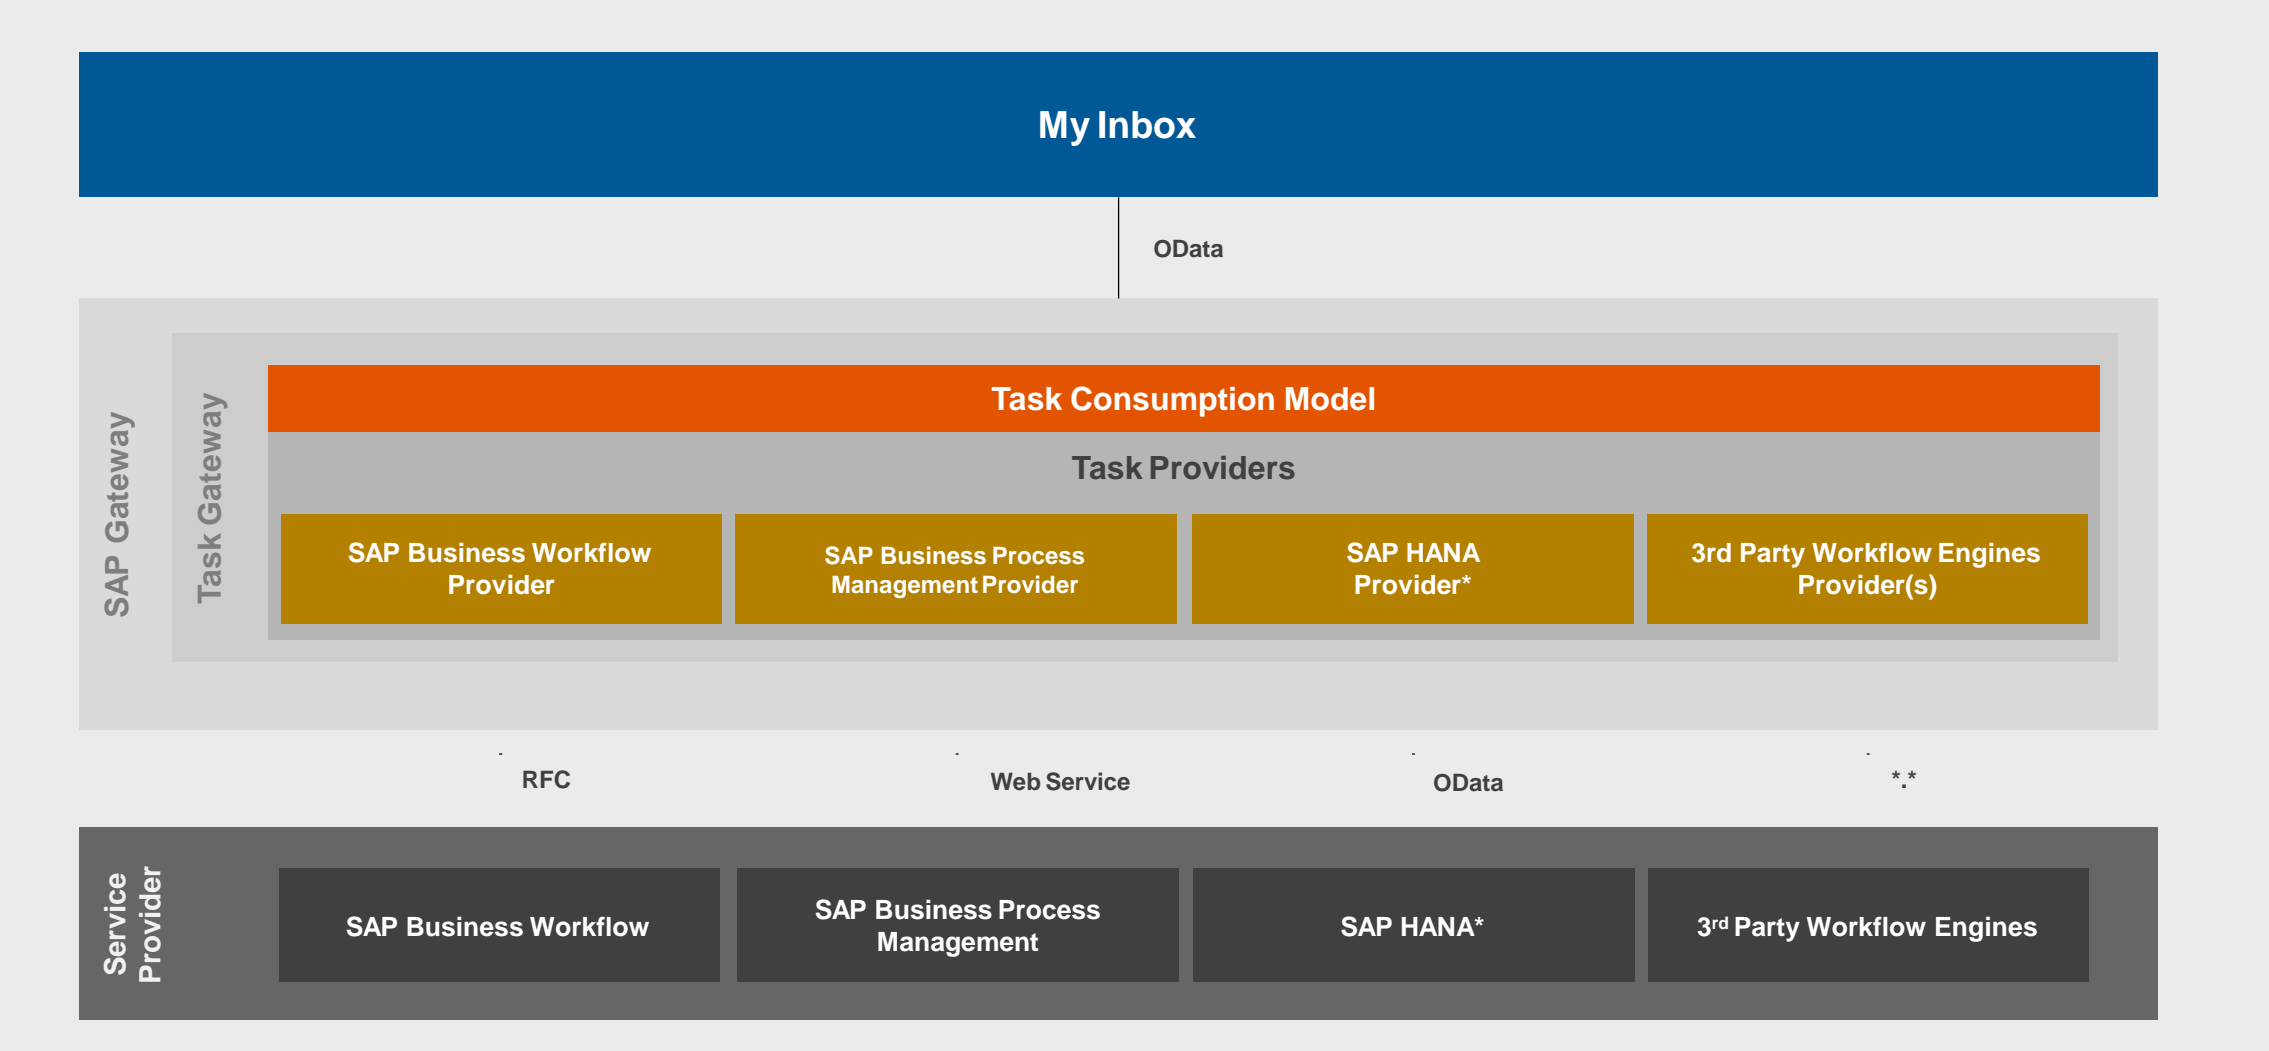 My Inbox
OData
SAP Gateway
Task Gateway
Task Consumption Model
Task Providers
SAP Business Workflow
Provider
SAP Business Process
Management Provider
SAP HANA
Provider*
3rd Party Workflow Engines
Provider(s)
RFC
Web Service
OData
*.*
Service
Provider
SAP Business Workflow
SAP Business Process
Management
SAP HANA*
3rd Party Workflow Engines